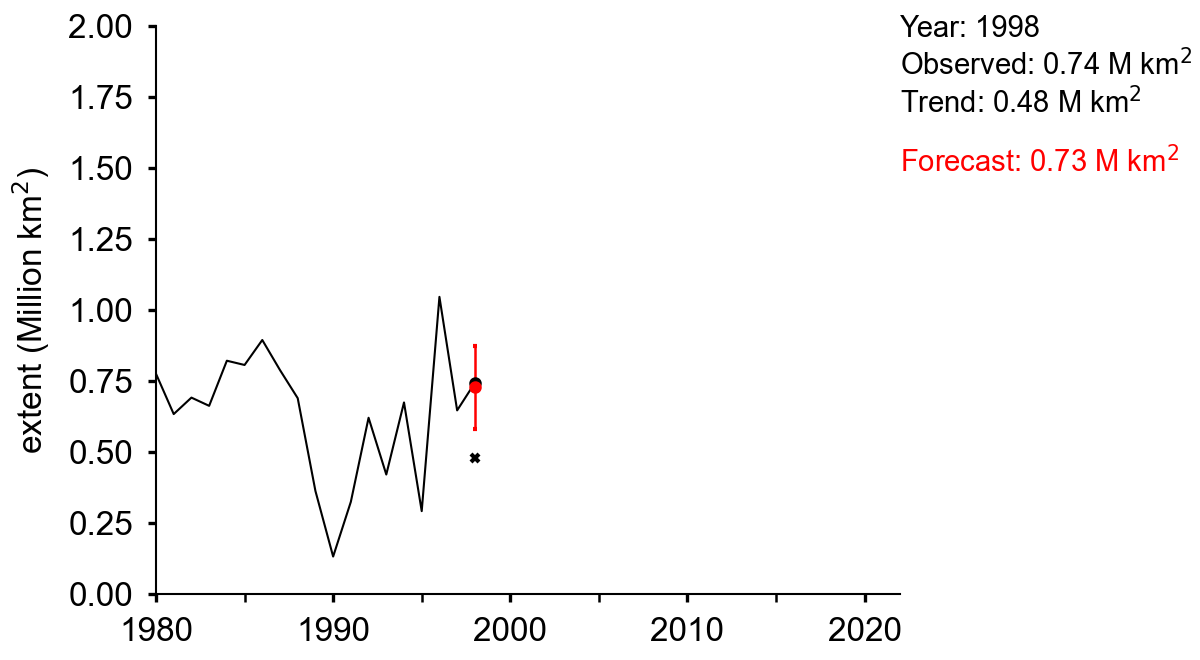 2.00
1.75
1.50
1.25
1.00
0.75
0.50
0.25
0.00
extent (Million km²)
1980
1990
2000
2010
2020
Year: 1998
Observed: 0.74 M km²
Trend: 0.48 M km²
Forecast: 0.73 M km²